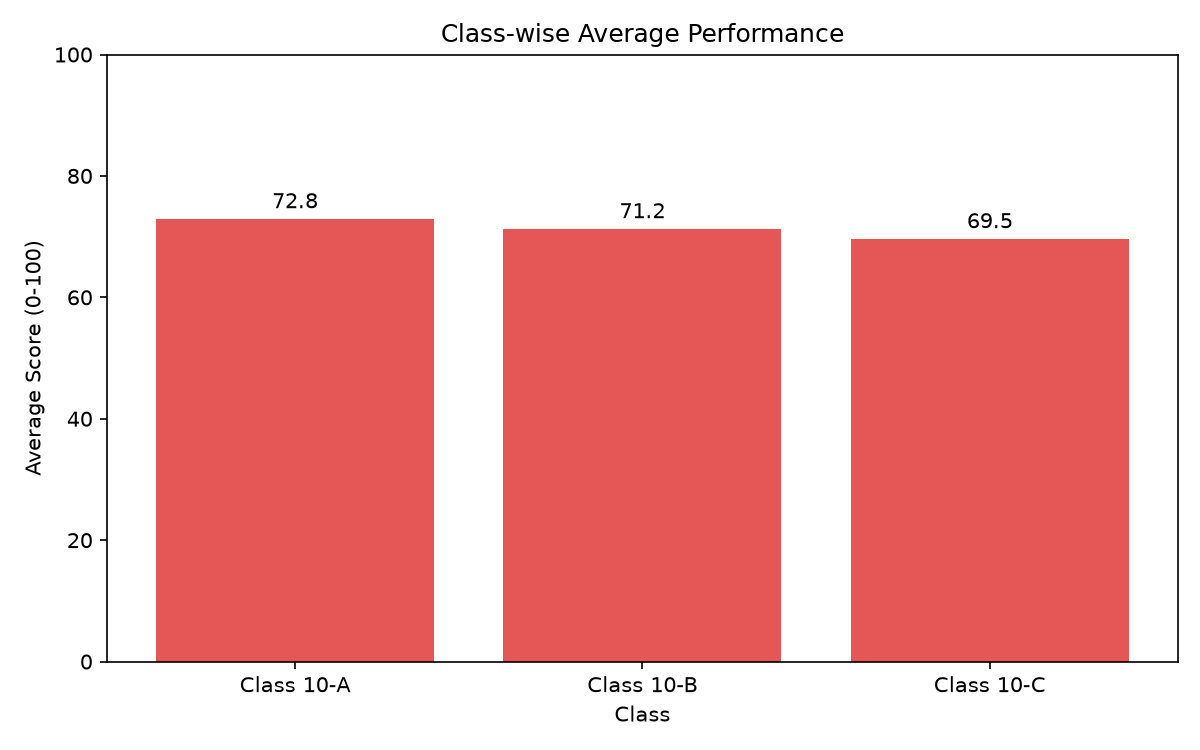 Class-wise Average Performance
100
80
60
40
20
0
Average Score (0-100)
72.8
71.2
69.5
Class 10-A
Class 10-B
Class 10-C
Class